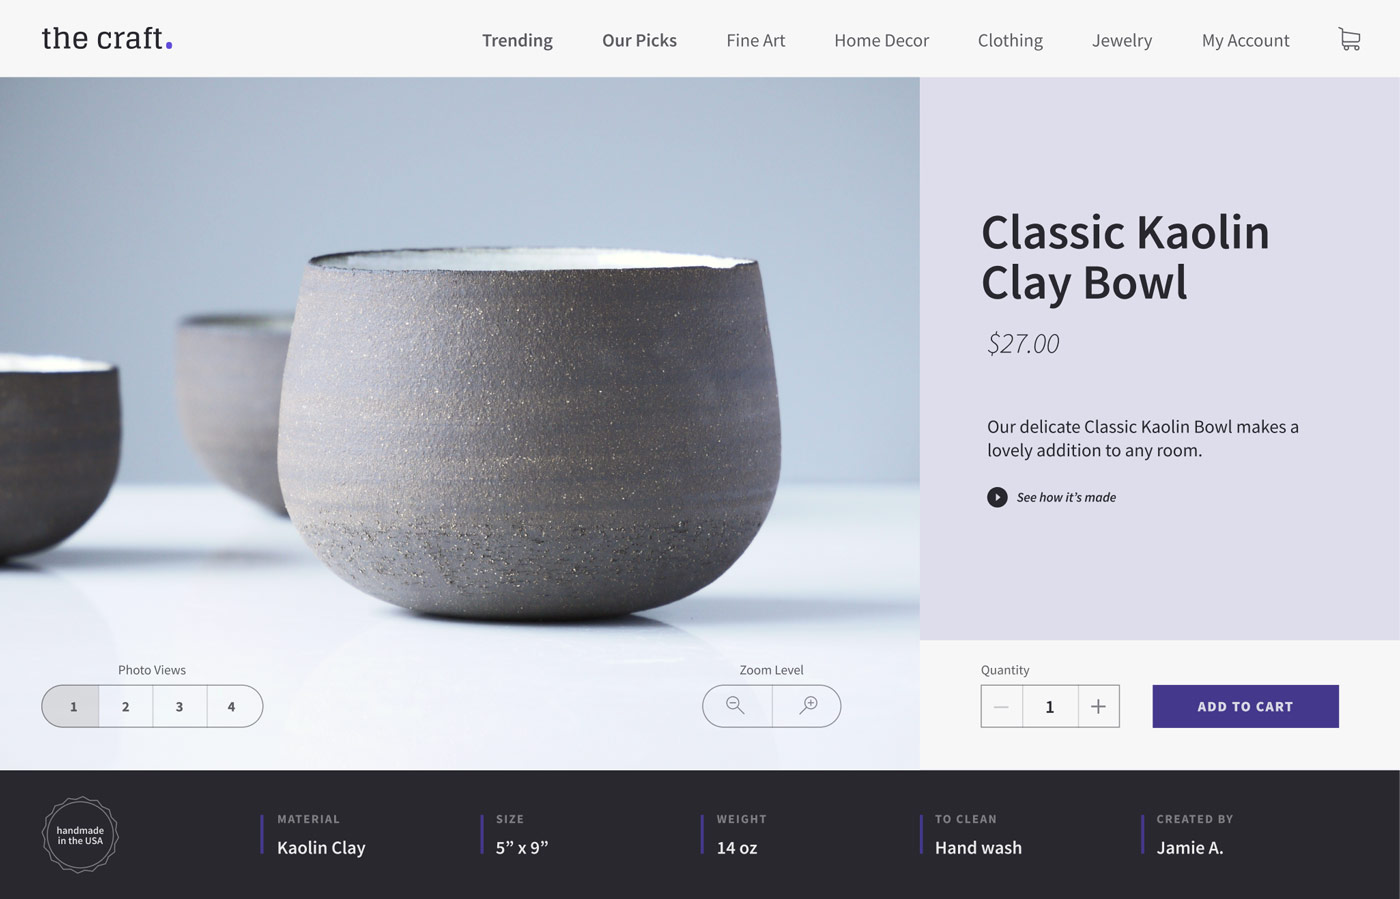 the craft.
Trending
Our Picks
Fine Art
Home Decor
Clothing
Jewelry
My Account
Classic Kaolin
Clay Bowl
$27.00
Our delicate Classic Kaolin Bowl makes a
lovely addition to any room.
See how it’s made
Photo Views
1
2
3
4
Zoom Level
Quantity
1
ADD TO CART
handmade
in the USA
MATERIAL
Kaolin Clay
SIZE
5” x 9”
WEIGHT
14 oz
TO CLEAN
Hand wash
CREATED BY
Jamie A.